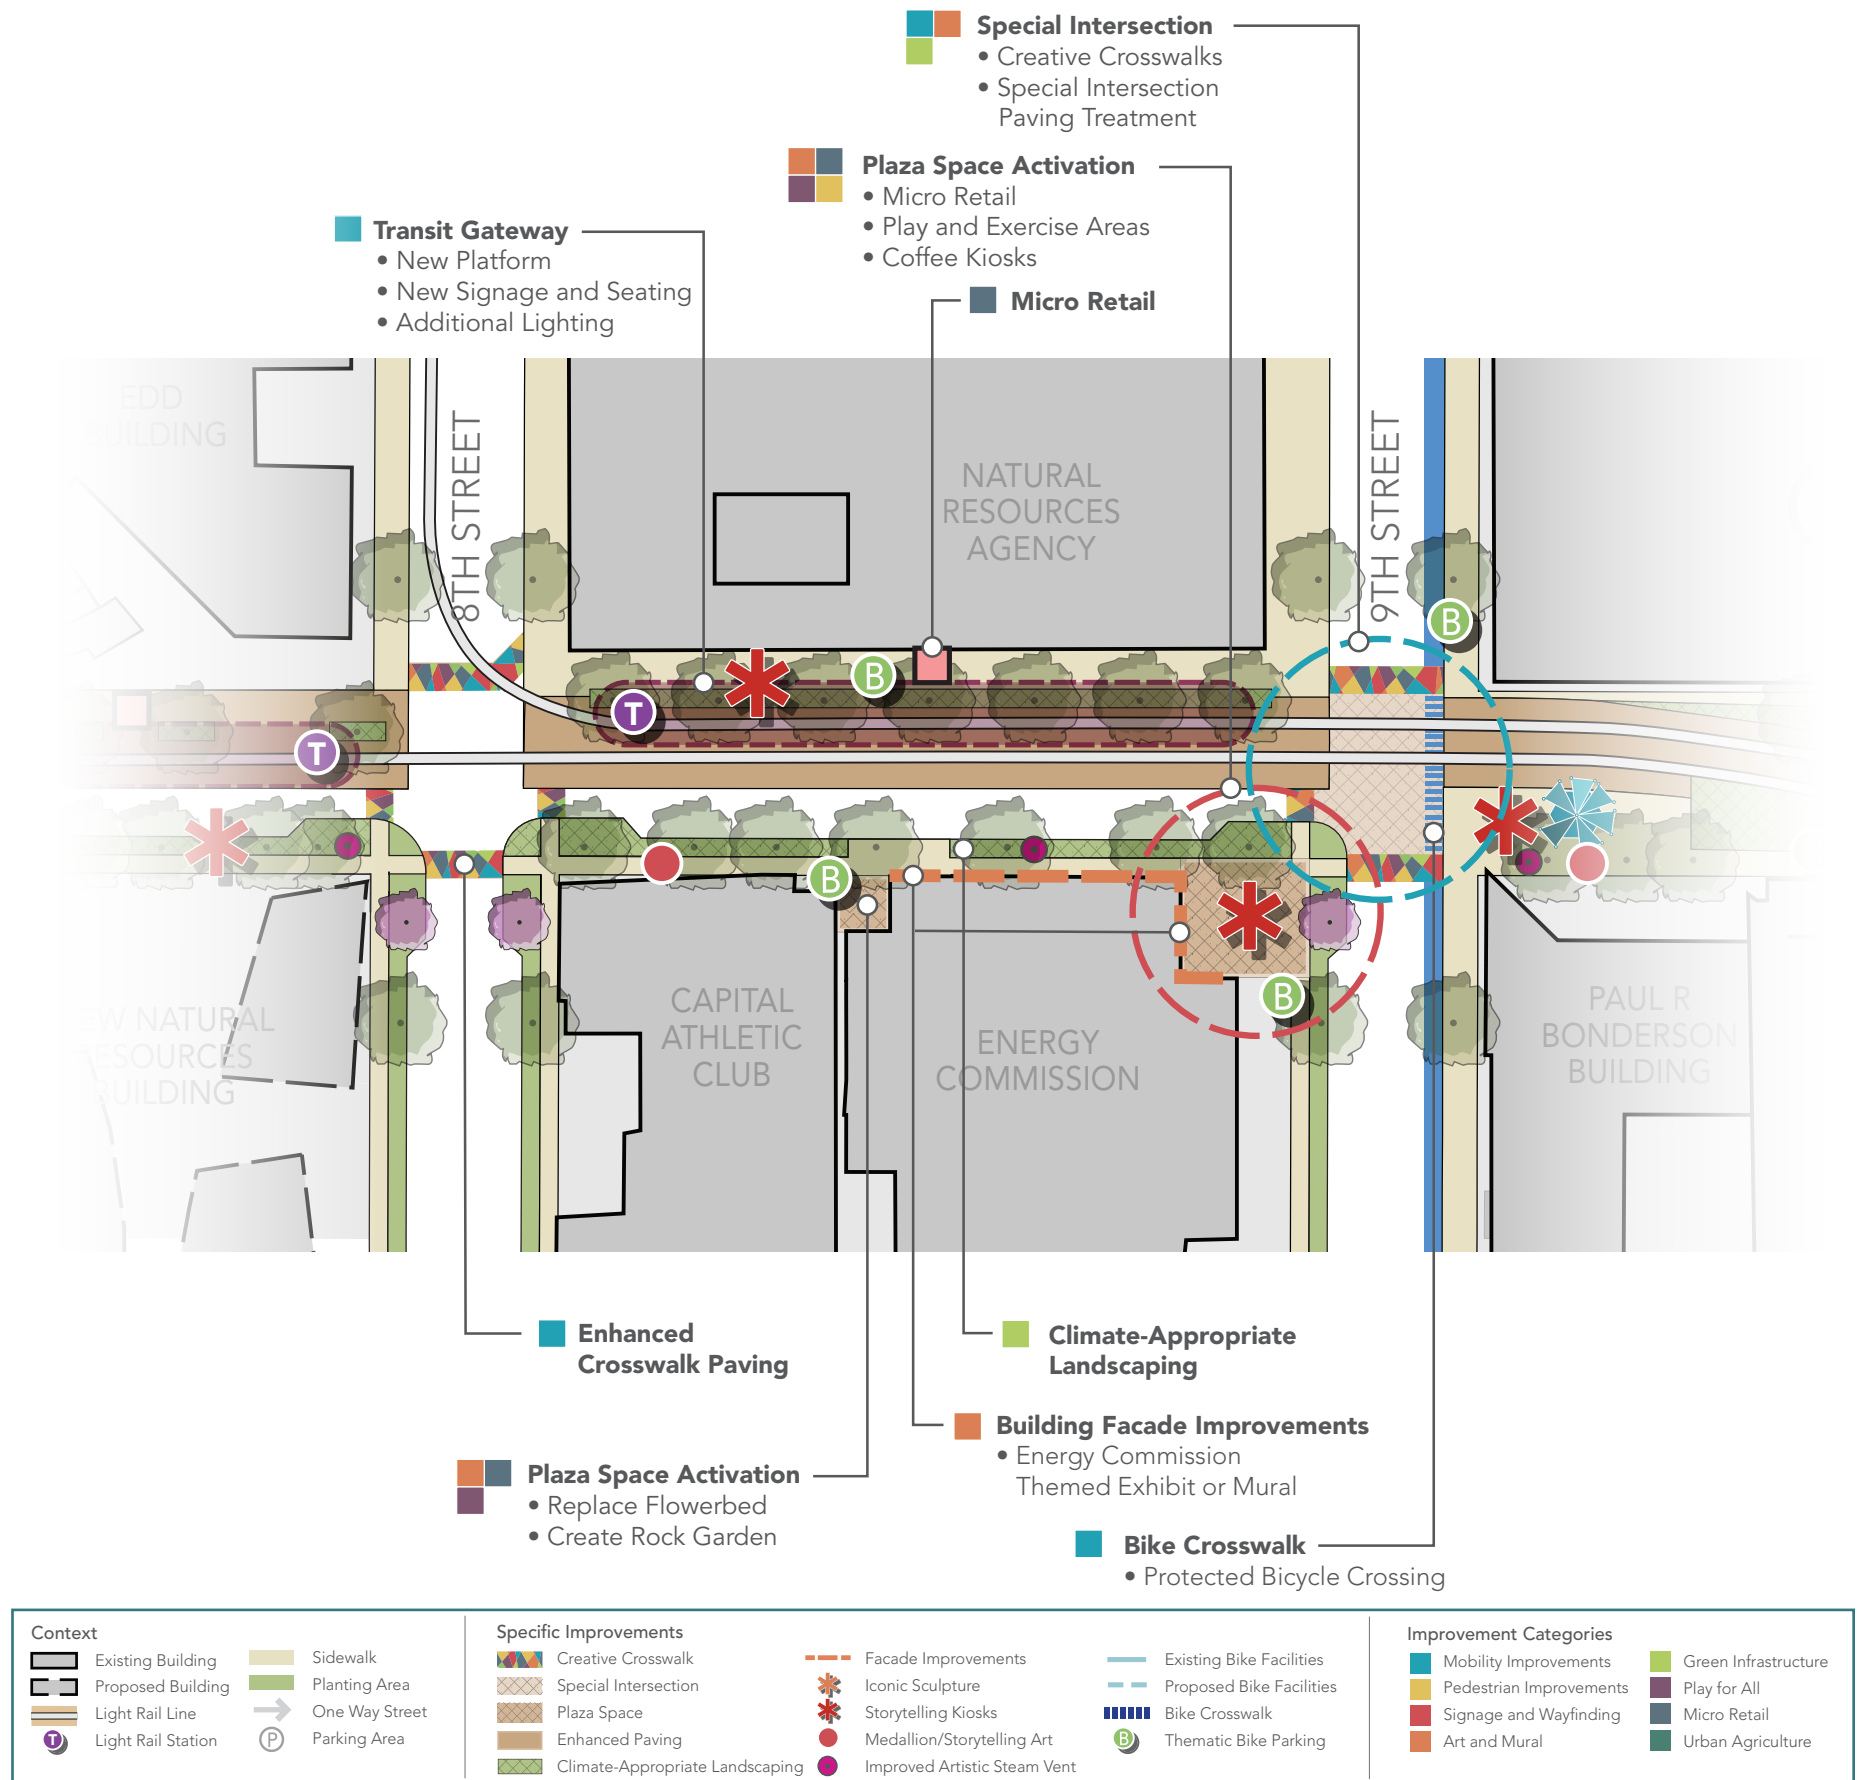 Special Intersection
• Creative Crosswalks
• Special Intersection
Paving Treatment
Plaza Space Activation
• Micro Retail
• Play and Exercise Areas
• Coffee Kiosks
Transit Gateway
• New Platform
• New Signage and Seating
• Additional Lighting
Micro Retail
EDD
BUILDING
8TH STREET
NATURAL
RESOURCES
AGENCY
9TH STREET
B
B
T
T
B
B
CAPITAL
ATHLETIC
CLUB
ENERGY
COMMISSION
PAUL R
BONDERSON
BUILDING
NATURAL
ESOURCES
UILDING
Enhanced
Crosswalk Paving
Climate-Appropriate
Landscaping
Building Facade Improvements
• Energy Commission
Themed Exhibit or Mural
Plaza Space Activation
• Replace Flowerbed
• Create Rock Garden
Bike Crosswalk
• Protected Bicycle Crossing
Context
Existing Building
Proposed Building
Light Rail Line
T Light Rail Station
Sidewalk
Planting Area
One Way Street
P Parking Area
Specific Improvements
Creative Crosswalk
Special Intersection
Plaza Space
Enhanced Paving
Climate-Appropriate Landscaping
Facade Improvements
Iconic Sculpture
Storytelling Kiosks
Medallion/Storytelling Art
Improved Artistic Steam Vent
Existing Bike Facilities
Proposed Bike Facilities
Bike Crosswalk
B Thematic Bike Parking
Improvement Categories
Mobility Improvements
Pedestrian Improvements
Signage and Wayfinding
Art and Mural
Green Infrastructure
Play for All
Micro Retail
Urban Agriculture